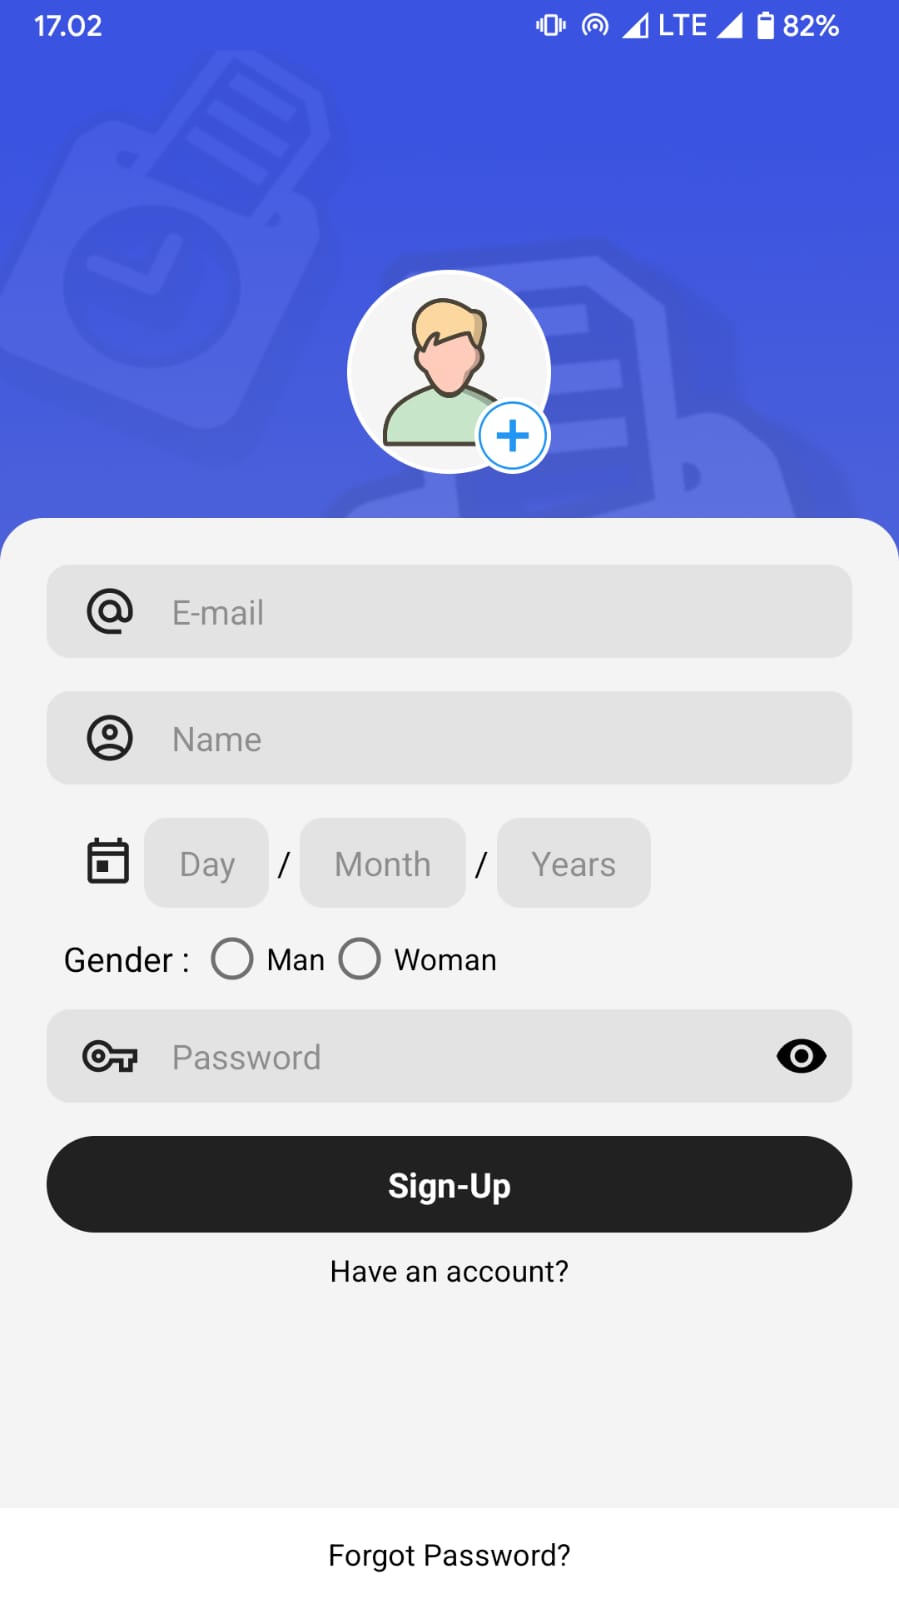 17.02 LTE 82%
E-mail
Name
Day / Month / Years
Gender : Man Woman
Password
Sign-Up
Have an account?
Forgot Password?